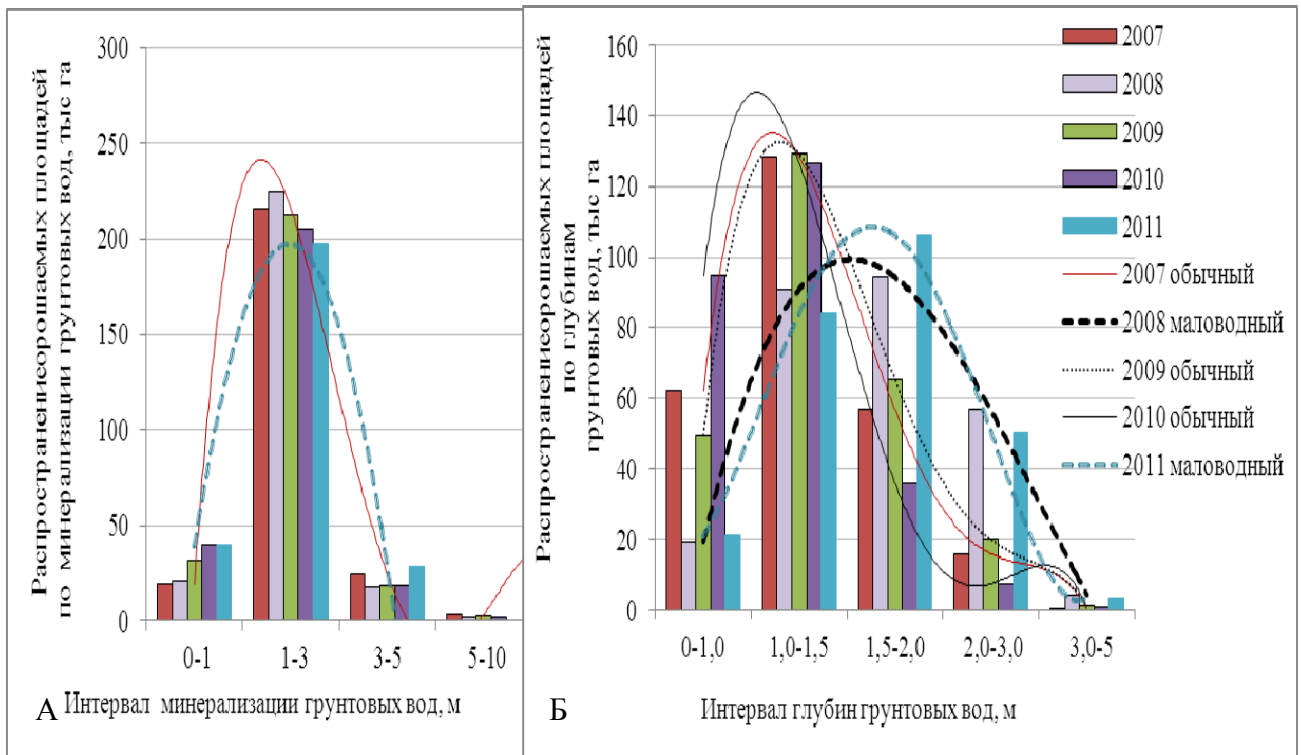 Распространениеорошаемых площадей
по минерализации грунтовых вод, тыс га
300
250
200
150
100
50
0
0-1
1-3
3-5
5-10
А
Интервал минерализации грунтовых вод, м
Распространениеорошаемых площадей
по глубинам
грунтовых вод, тыс га
160
140
120
100
80
60
40
20
0
0-1,0
1,0-1,5
1,5-2,0
2,0-3,0
3,0-5
Б
Интервал глубин грунтовых вод, м
2007
2008
2009
2010
2011
2007 обычный
2008 маловодный
2009 обычный
2010 обычный
2011 маловодный